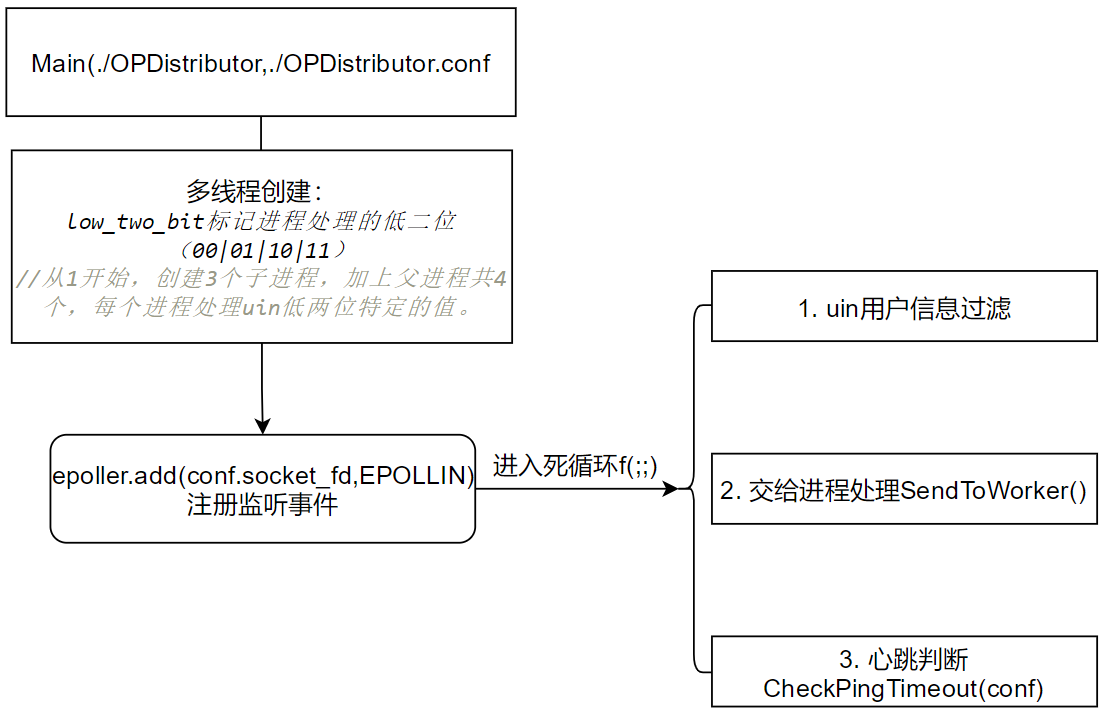 Main(./OPDistributor,./OPDistributor.conf
多线程创建：
low_two_bit标记进程处理的低二位
（00|01|10|11）
//从1开始，创建3个子进程，加上父进程共4
个，每个进程处理uin低两位特定的值。
epoller.add(conf.socket_fd,EPOLLIN)
注册监听事件
进入死循环f(;;)
1. uin用户信息过滤
2. 交给进程处理SendToWorker()
3. 心跳判断
CheckPingTimeout(conf)